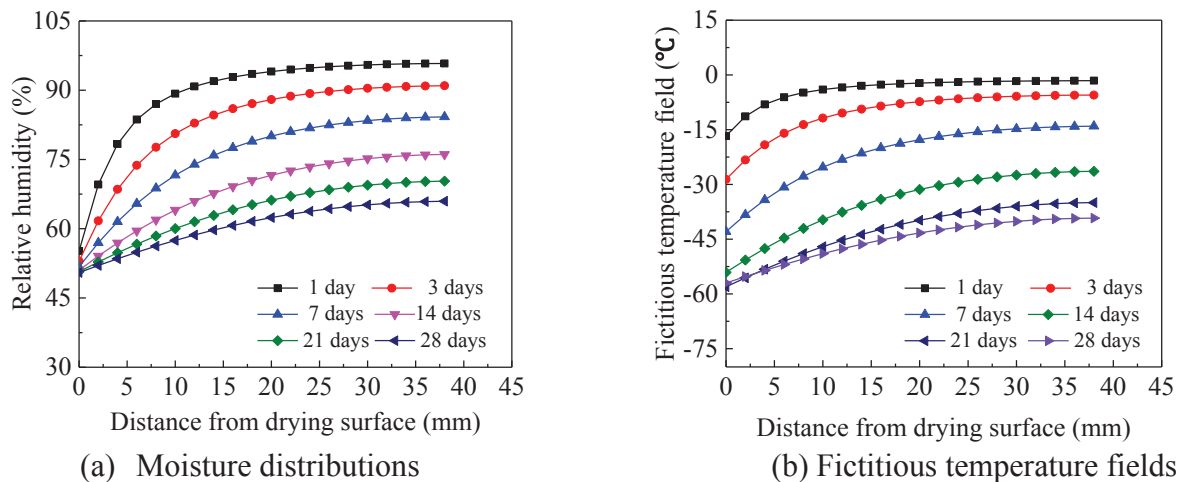 105
90
75
60
45
30
Relative humidity (%)
1 day
3 days
7 days
14 days
21 days
28 days
0 5 10 15 20 25 30 35 40 45
Distance from drying surface (mm)
(a) Moisture distributions
15
0
-15
-30
-45
-60
-75
Fictitious temperature field (℃)
1 day
3 days
7 days
14 days
21 days
28 days
0 5 10 15 20 25 30 35 40 45
Distance from drying surface (mm)
(b) Fictitious temperature fields